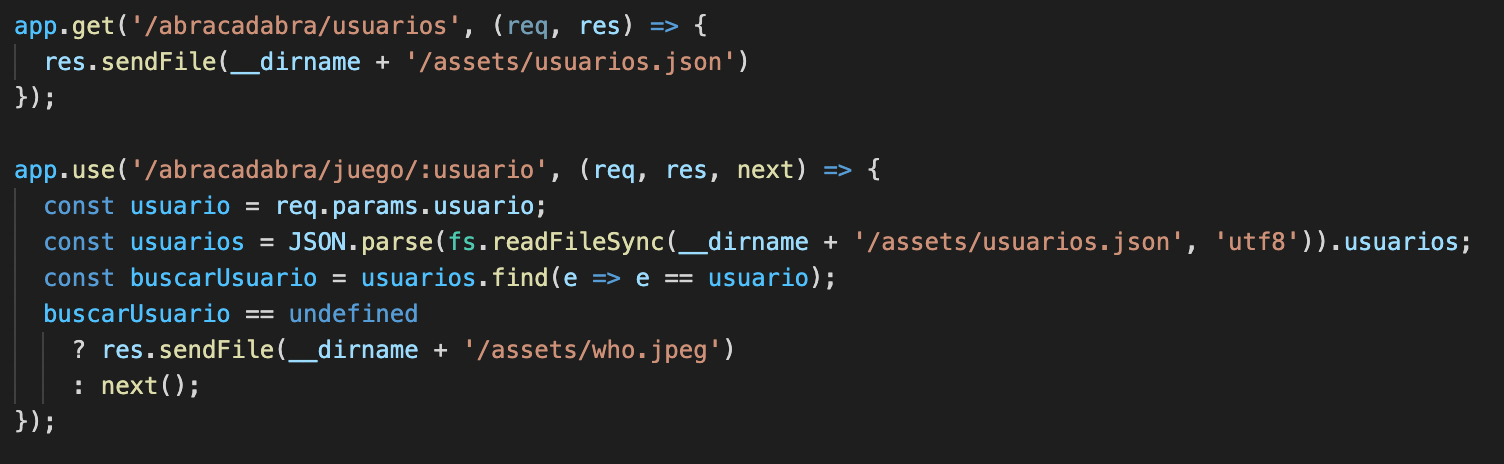 app.get('/abracadabra/usuarios', (req, res) => {
  res.sendFile(__dirname + '/assets/usuarios.json')
});

app.use('/abracadabra/juego/:usuario', (req, res, next) => {
  const usuario = req.params.usuario;
  const usuarios = JSON.parse(fs.readFileSync(__dirname + '/assets/usuarios.json', 'utf8')).usuarios;
  const buscarUsuario = usuarios.find(e => e == usuario);
  buscarUsuario == undefined
    ? res.sendFile(__dirname + '/assets/who.jpeg')
    : next();
});